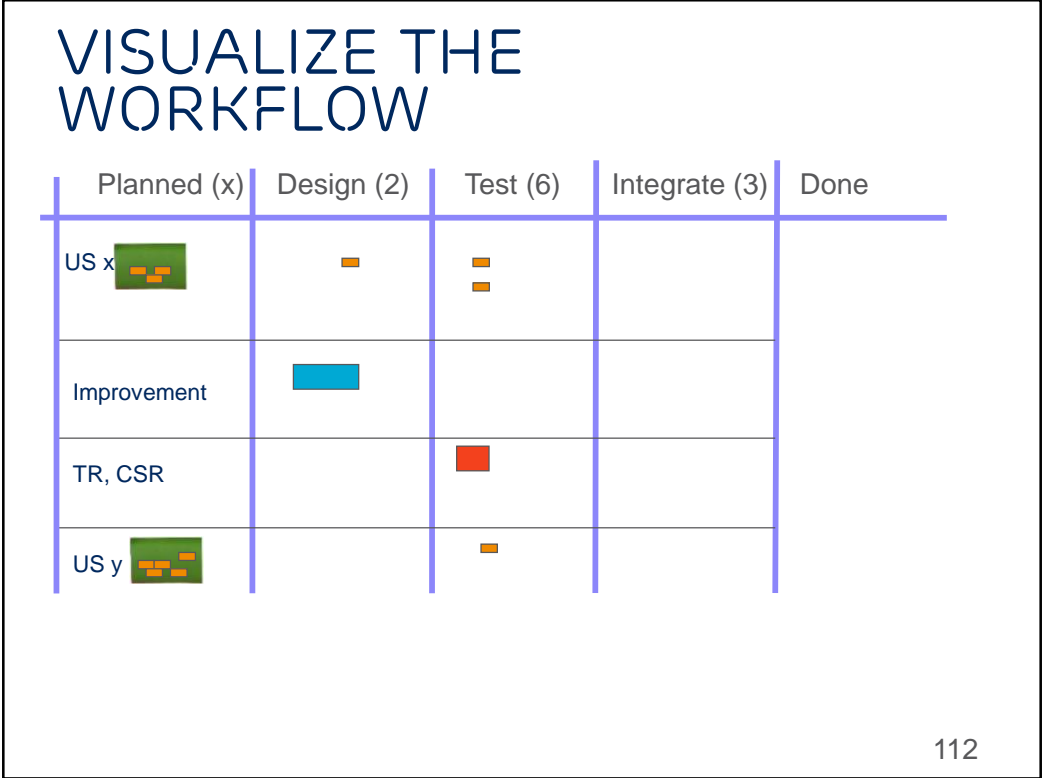 VISUALIZE THE
WORKFLOW
Planned (x) Design (2) Test (6) Integrate (3) Done
US x
Improvement
TR, CSR
US y
112